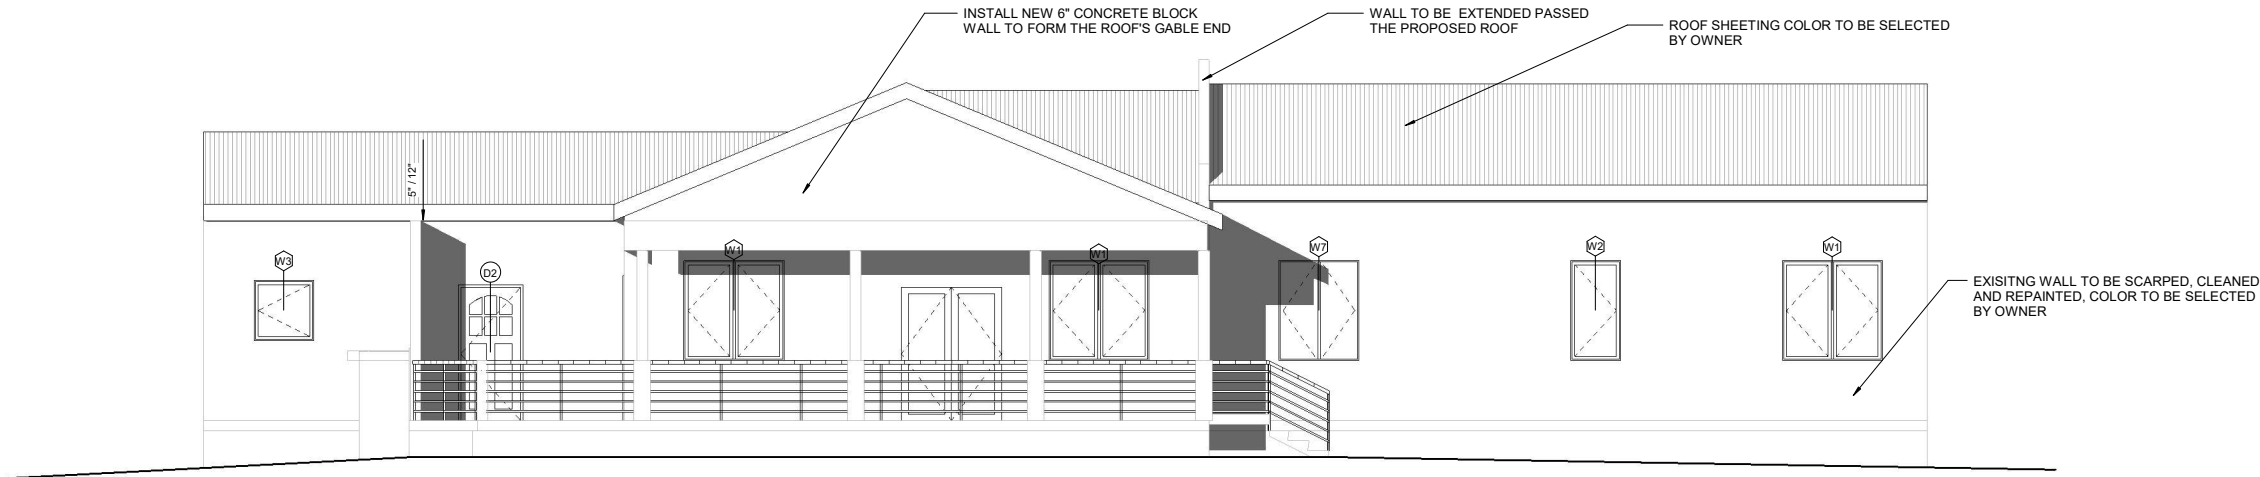 INSTALL NEW 6" CONCRETE BLOCK
WALL TO FORM THE ROOF'S GABLE END
WALL TO BE EXTENDED PASSED
THE PROPOSED ROOF
ROOF SHEETING COLOR TO BE SELECTED
BY OWNER
5" / 12"
W3
D2
W1
W1
W7
W2
W1
EXISITNG WALL TO BE SCARPED, CLEANED
AND REPAINTED, COLOR TO BE SELECTED
BY OWNER